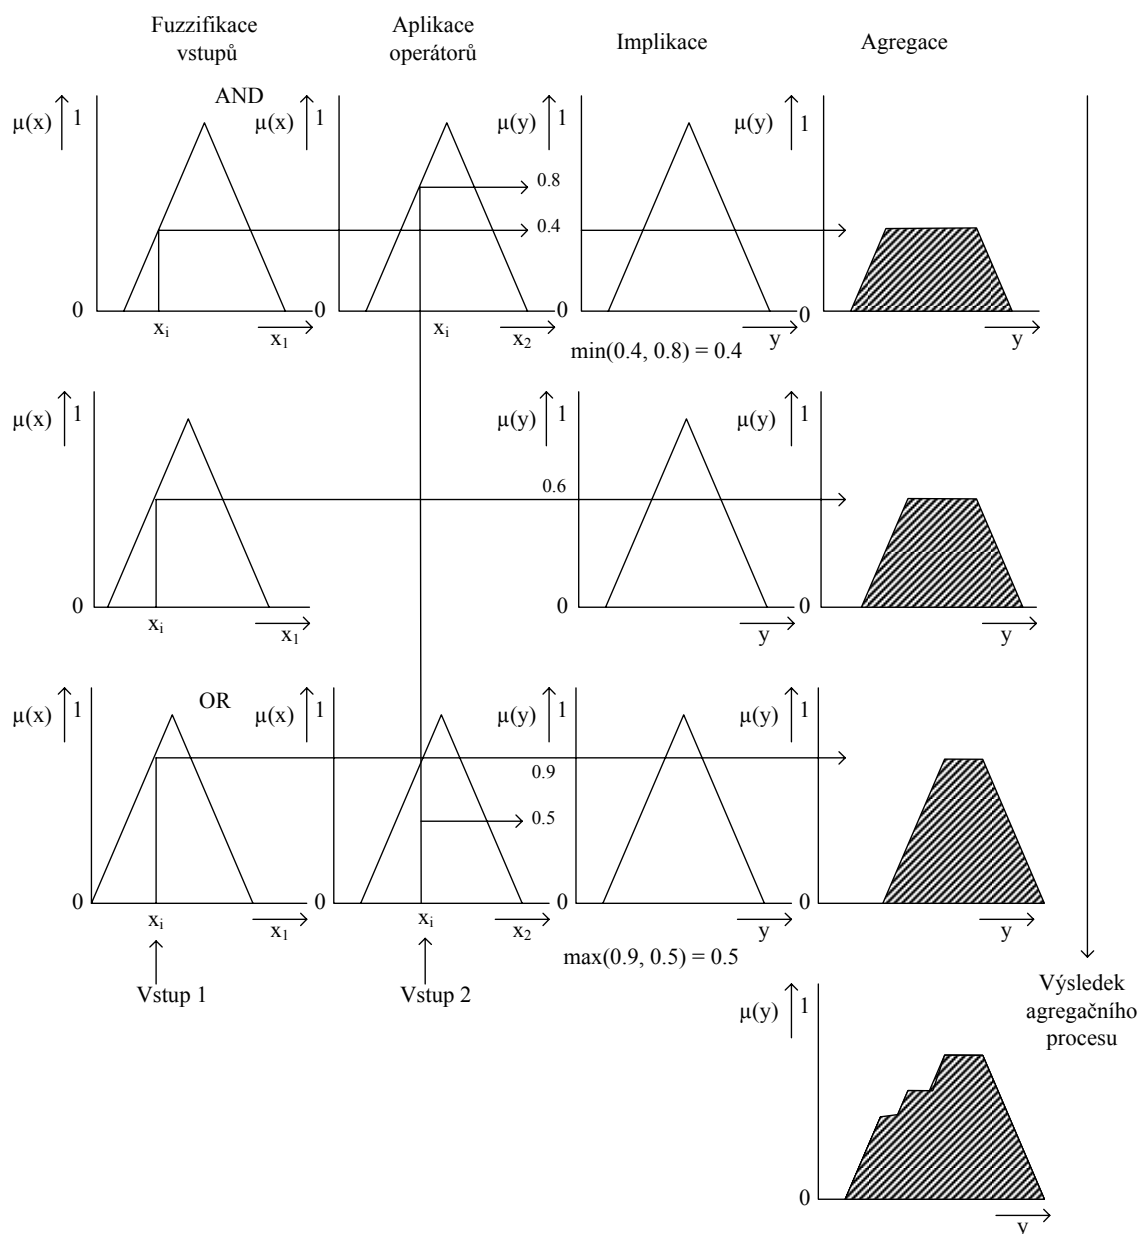 Fuzzifikace
vstupů
Aplikace
operátorů
Implikace
Agregace
AND
µ(x) 1 µ(x) 1 µ(y) 1 µ(y) 1
0.8
0.4
0 0 0 0
xi x1 xi x2 y y
min(0.4, 0.8) = 0.4
µ(x) 1 µ(y) 1 µ(y) 1
0.6
0 0 0
xi x1 y y
OR
µ(x) 1 µ(x) 1 µ(y) 1 µ(y) 1
0.9
0.5
0 0 0 0
xi x1 xi x2 y y
max(0.9, 0.5) = 0.5
Vstup 1
Vstup 2
Výsledek
agregačního
procesu
µ(y) 1
0
y